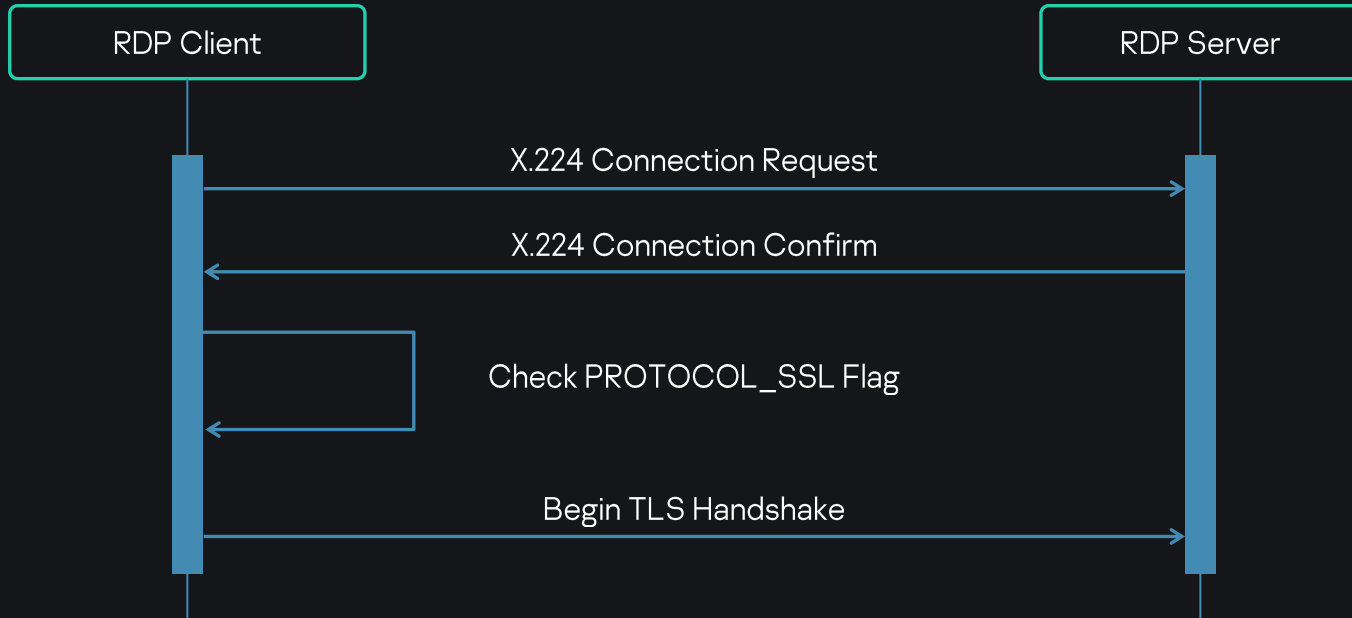 RDP Client
RDP Server
X.224 Connection Request
X.224 Connection Confirm
Check PROTOCOL_SSL Flag
Begin TLS Handshake